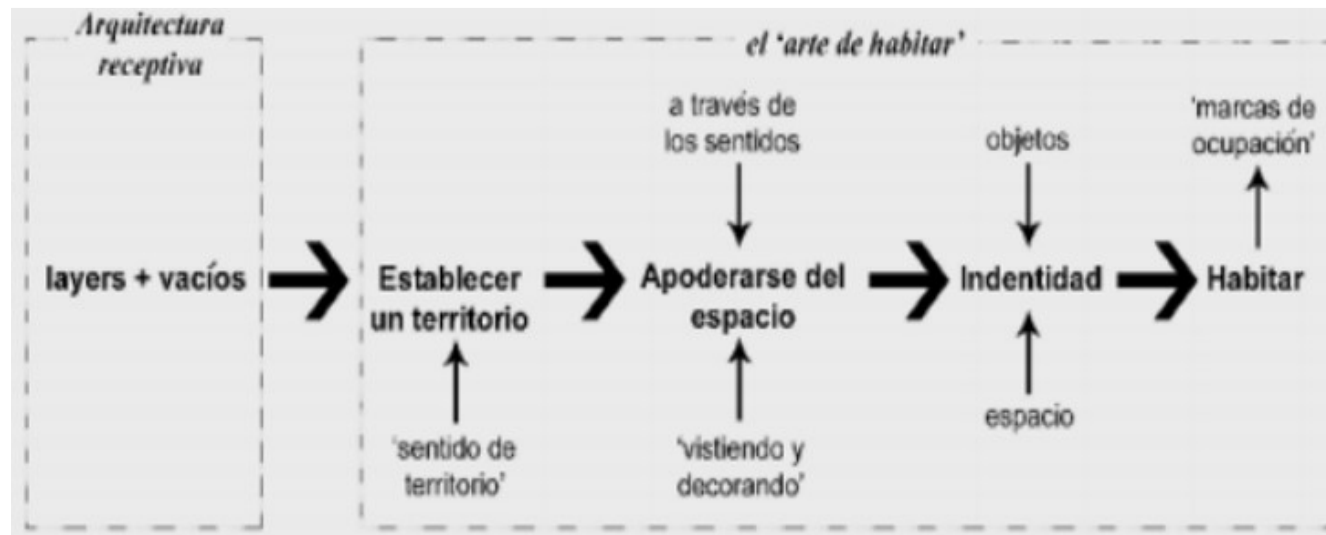 Arquitectura
receptiva
el 'arte de habitar'
a través de
los sentidos
objetos
'marcas de
ocupación'
layers + vacíos
Establecer
un territorio
Apoderarse del
espacio
Indentidad
Habitar
'sentido de
territorio'
'vistiendo y
decorando'
espacio